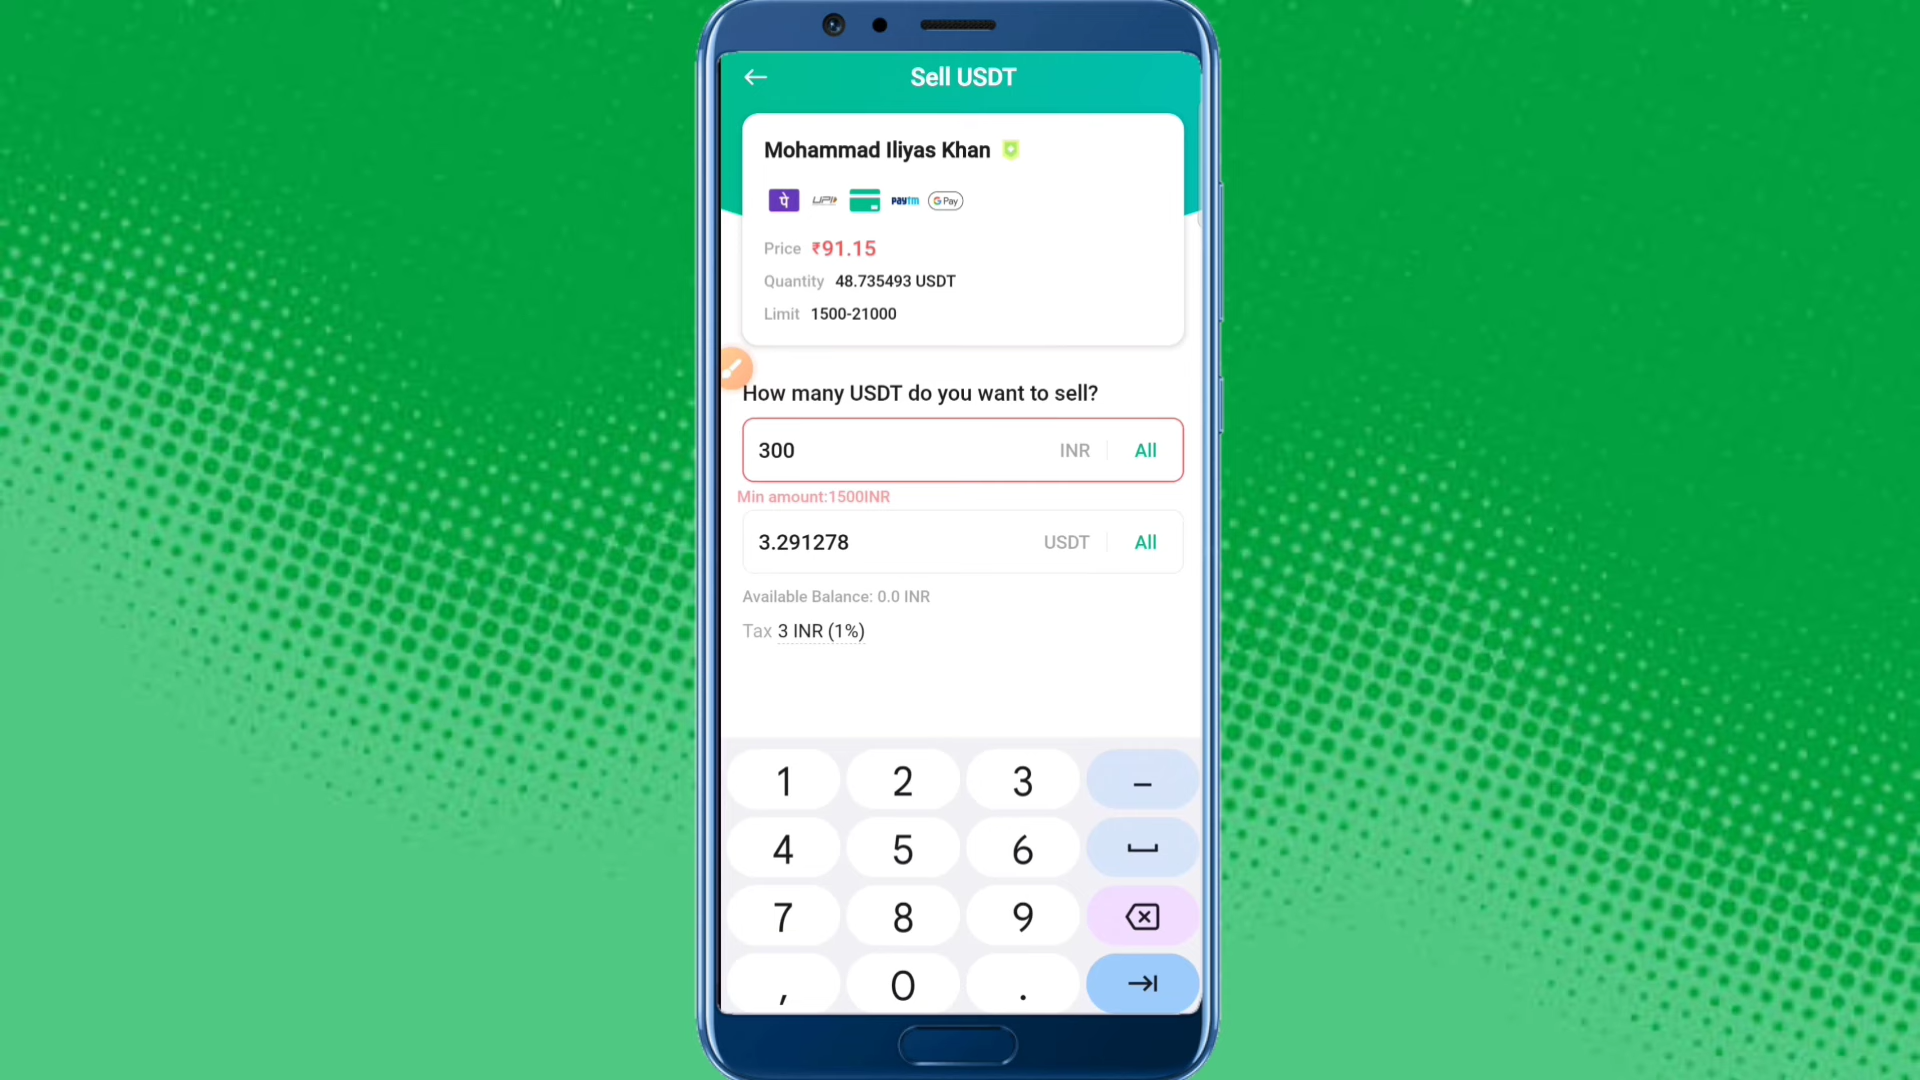 Sell USDT
Mohammad Iliyas Khan
पे UPI paytm G Pay
Price ₹91.15
Quantity 48.735493 USDT
Limit 1500-21000
How many USDT do you want to sell?
300 INR All
Min amount:1500INR
3.291278 USDT All
Available Balance: 0.0 INR
Tax 3 INR (1%)
1 2 3 −
4 5 6
7 8 9
, 0 .